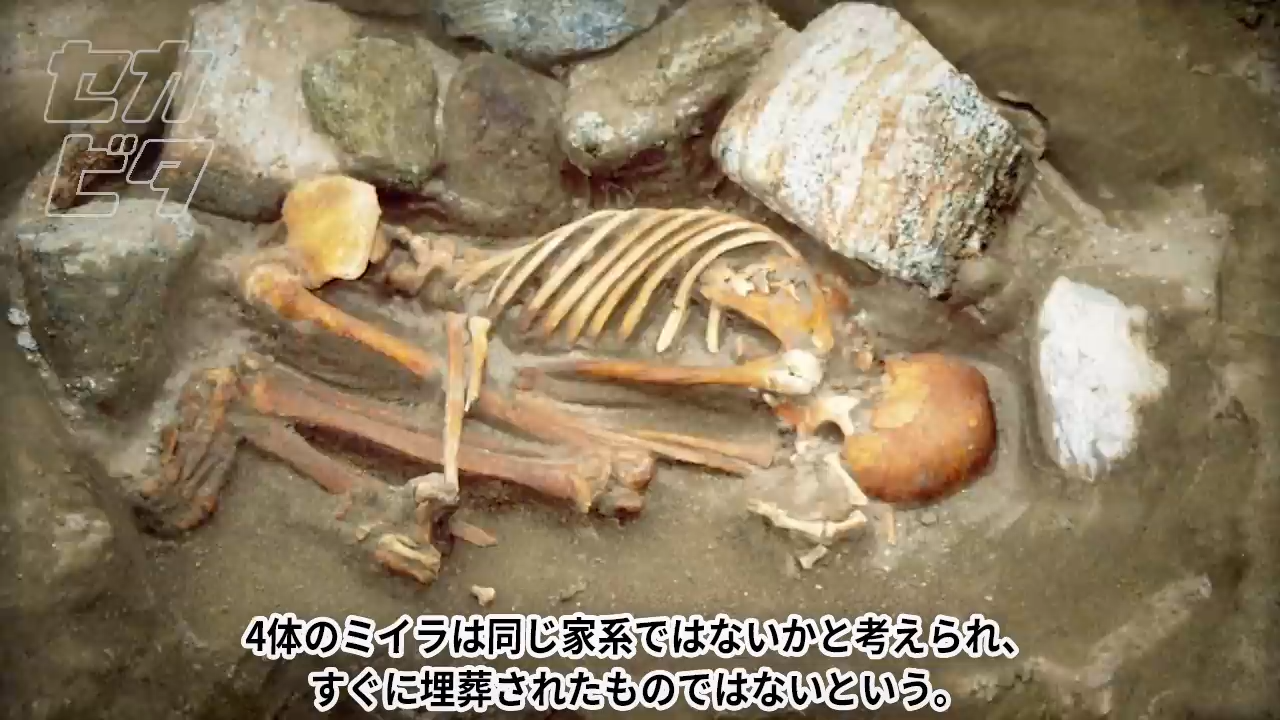 セカ
ビタ
4体のミイラは同じ家系ではないかと考えられ、
すぐに埋葬されたものではないという。